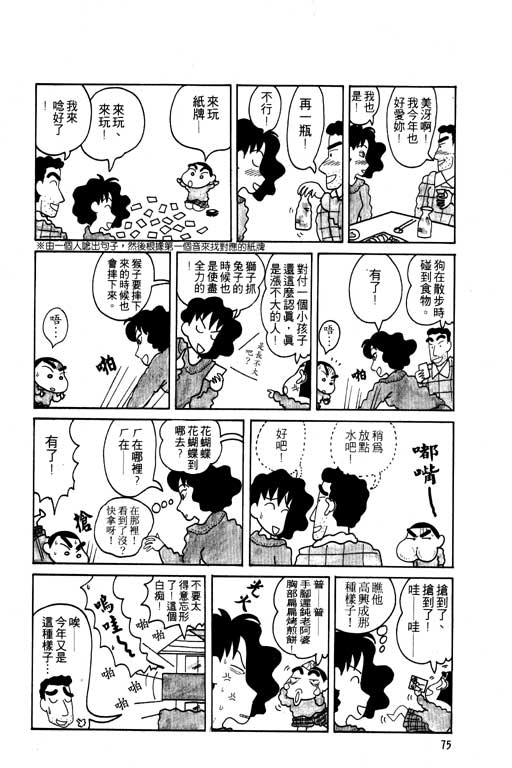 美冴啊!
我今年也
好愛妳!
我也
是!
再一瓶!
不行!
來玩
紙牌—
來玩、
來玩!
我來
唸好了
!
※由一個人唸出句子，然後根據第一個音來找對應的紙牌
狗在散步時
碰到食物。
有了!
唔…
對付一個小孩子
還這麼認真，真
是漲不大的人!
是長不大
吧?
獅子抓
兔子的
時候也
是使盡
全力的
!
猴子要摔下
來的時候也
會摔下來。
啪
唔…
嘟嘴—
稍為
放點
水吧!
好吧!
花蝴蝶
花蝴蝶到
哪去?
ㄏ在哪裡?
ㄏ在…
在那裡!
看到了沒?
快拿呀!
有了!
搶
搶到了、
搶到了!
哇—
哇—
瞧他
高興成那
種樣子!
普—普—
手腳遲鈍老阿婆
胸部扁扁烤煎餅
不要太
得意忘形
了!這個
白痴!
嗚哇~
啪
啪
啪
啪
唉—
今年又是
這種樣子…
75